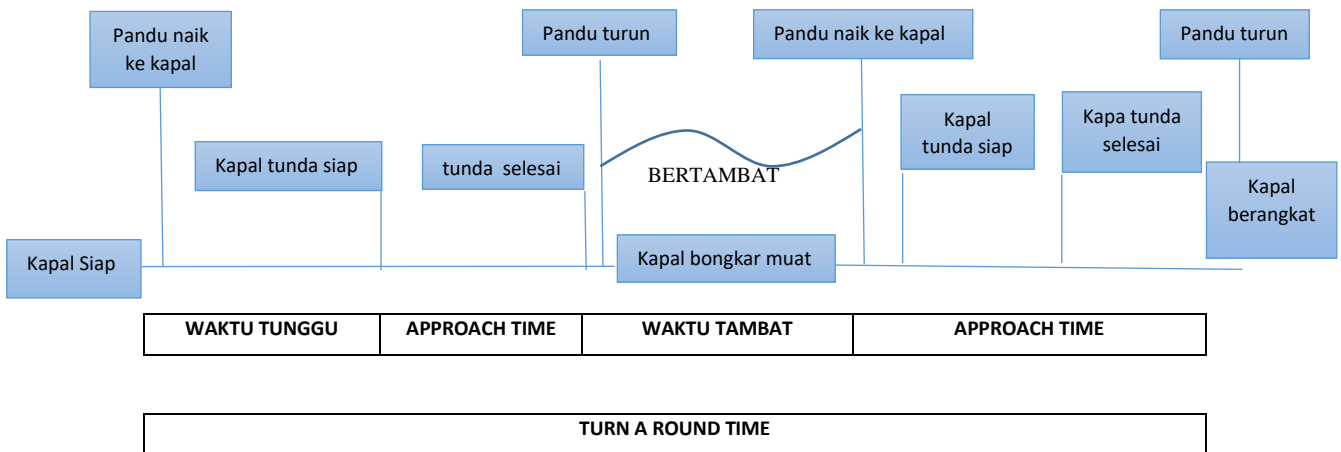 Pandu naik
ke kapal
Pandu turun
Pandu naik ke kapal
Pandu turun
Kapal tunda siap
tunda selesai
BERTAMBAT
Kapal
tunda siap
Kapa tunda
selesai
Kapal
berangkat
Kapal Siap
Kapal bongkar muat
WAKTU TUNGGU
APPROACH TIME
WAKTU TAMBAT
APPROACH TIME
TURN A ROUND TIME